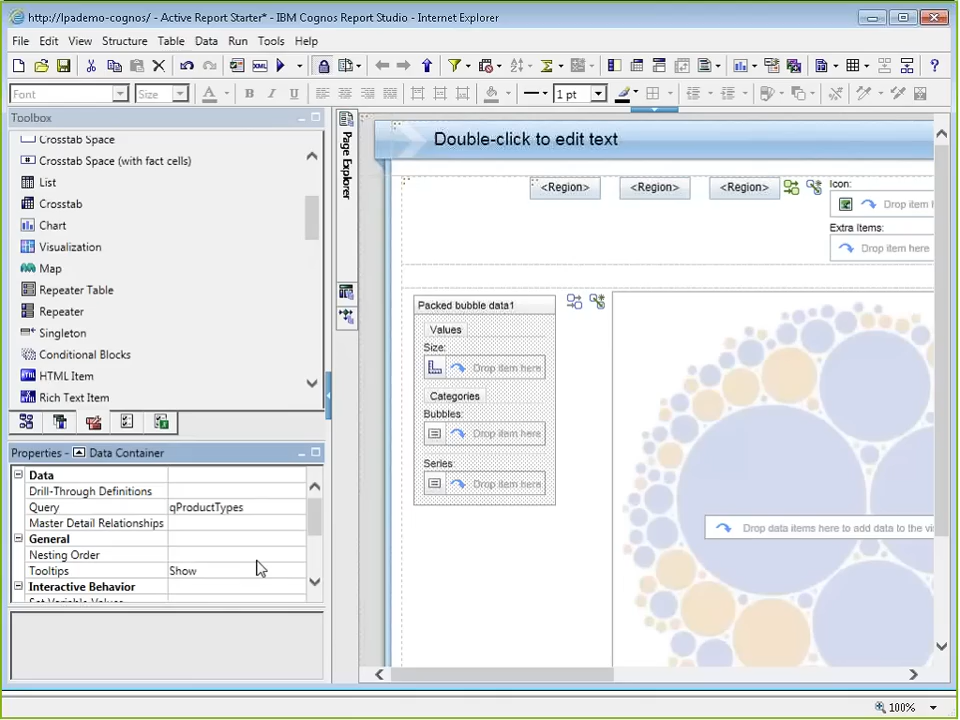 http://lpademo-cognos/ - Active Report Starter* - IBM Cognos Report Studio - Internet Explorer
File Edit View Structure Table Data Run Tools Help
Font Size A B I U 1 pt
Toolbox
Crosstab Space
Crosstab Space (with fact cells)
List
Crosstab
Chart
Visualization
Map
Repeater Table
Repeater
Singleton
Conditional Blocks
HTML Item
Rich Text Item
Properties - Data Container
Data
Drill-Through Definitions
Query qProductTypes
Master Detail Relationships
General
Nesting Order
Tooltips Show
Interactive Behavior
Page Explorer
Double-click to edit text
<Region> <Region> <Region>
Icon:
Drop item
Extra Items:
Drop item here
Packed bubble data1
Values
Size:
Drop item here
Categories
Bubbles:
Drop item here
Series:
Drop item here
Drop data items here to add data to the
100%